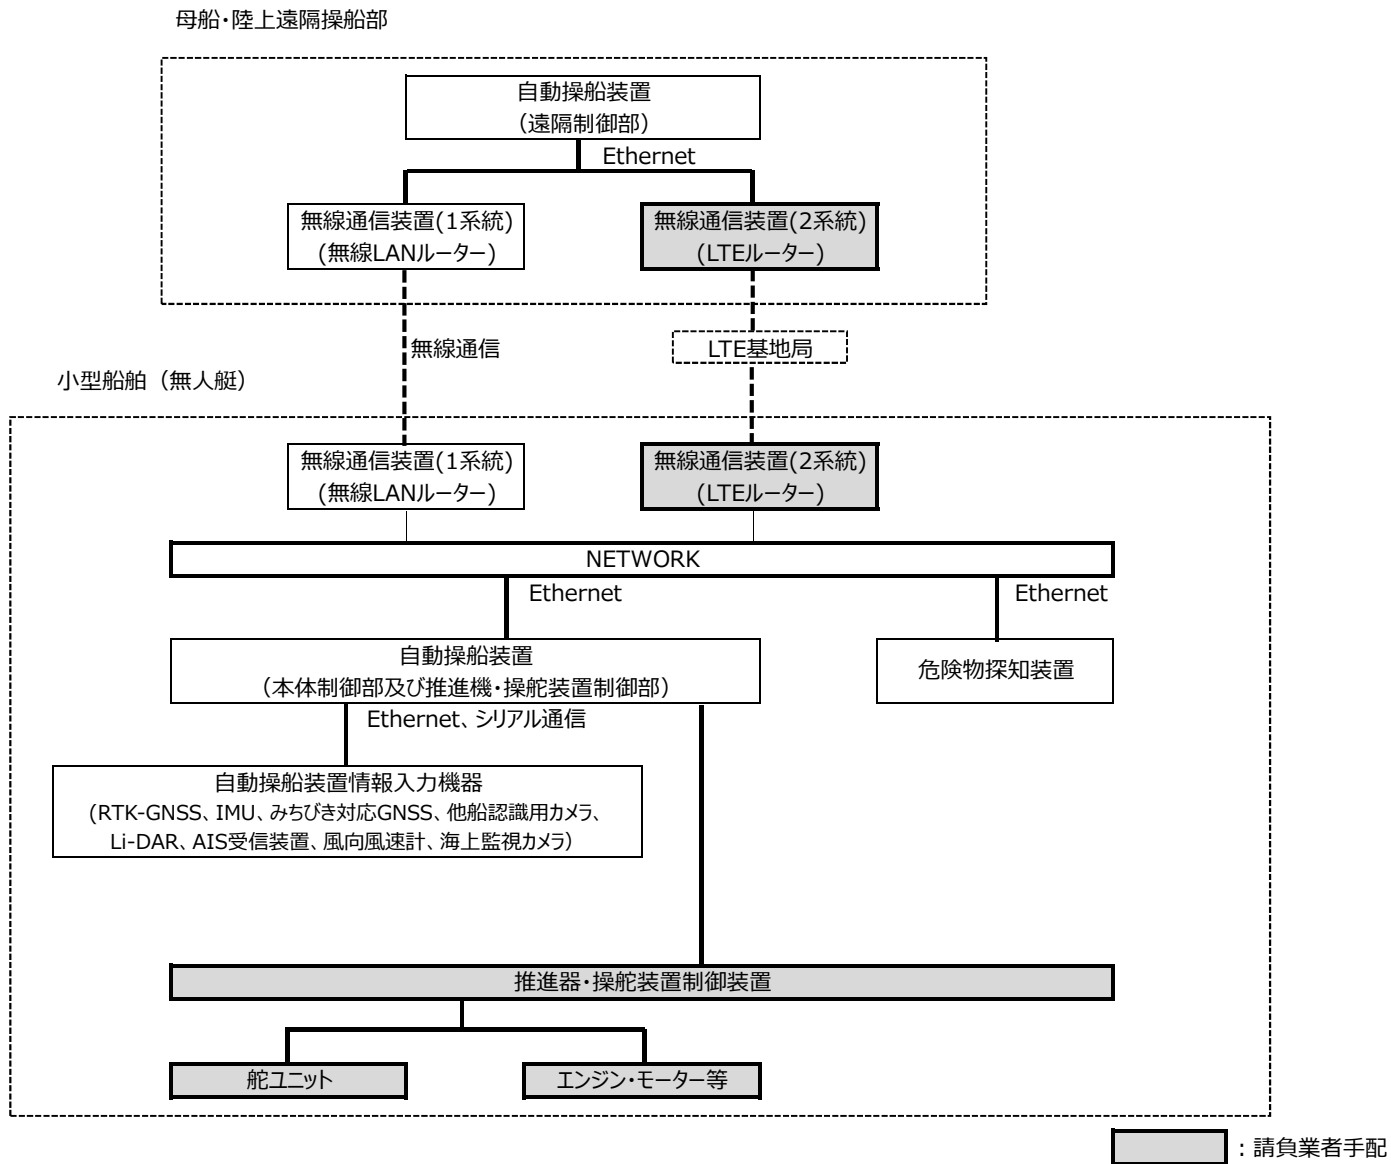 母船・陸上遠隔操船部
自動操船装置
（遠隔制御部）
Ethernet
無線通信装置(1系統)
(無線LANルーター)
無線通信装置(2系統)
(LTEルーター)
無線通信
LTE基地局
小型船舶（無人艇）
無線通信装置(1系統)
(無線LANルーター)
無線通信装置(2系統)
(LTEルーター)
NETWORK
Ethernet
Ethernet
自動操船装置
（本体制御部及び推進機・操舵装置制御部）
危険物探知装置
Ethernet、シリアル通信
自動操船装置情報入力機器
(RTK-GNSS、IMU、みちびき対応GNSS、他船認識用カメラ、
Li-DAR、AIS受信装置、風向風速計、海上監視カメラ）
推進器・操舵装置制御装置
舵ユニット
エンジン・モーター等
：請負業者手配